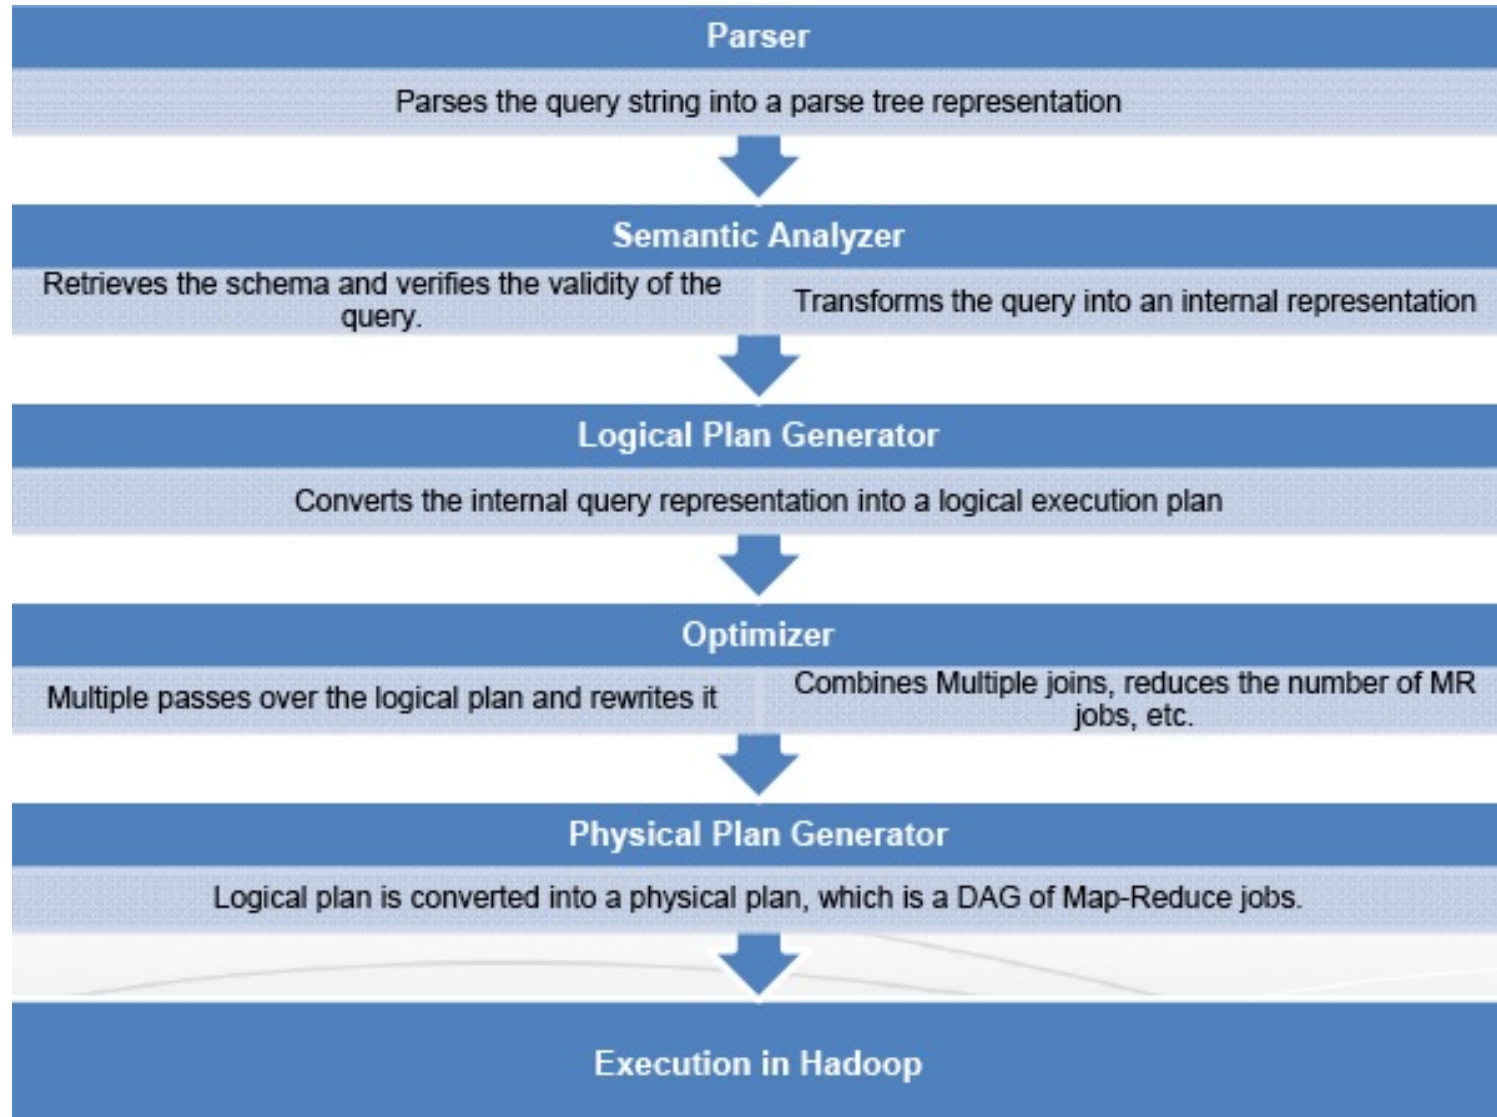 Parser
Parses the query string into a parse tree representation
Semantic Analyzer
Retrieves the schema and verifies the validity of the
query.
Transforms the query into an internal representation
Logical Plan Generator
Converts the internal query representation into a logical execution plan
Optimizer
Multiple passes over the logical plan and rewrites it
Combines Multiple joins, reduces the number of MR
jobs, etc.
Physical Plan Generator
Logical plan is converted into a physical plan, which is a DAG of Map-Reduce jobs.
Execution in Hadoop